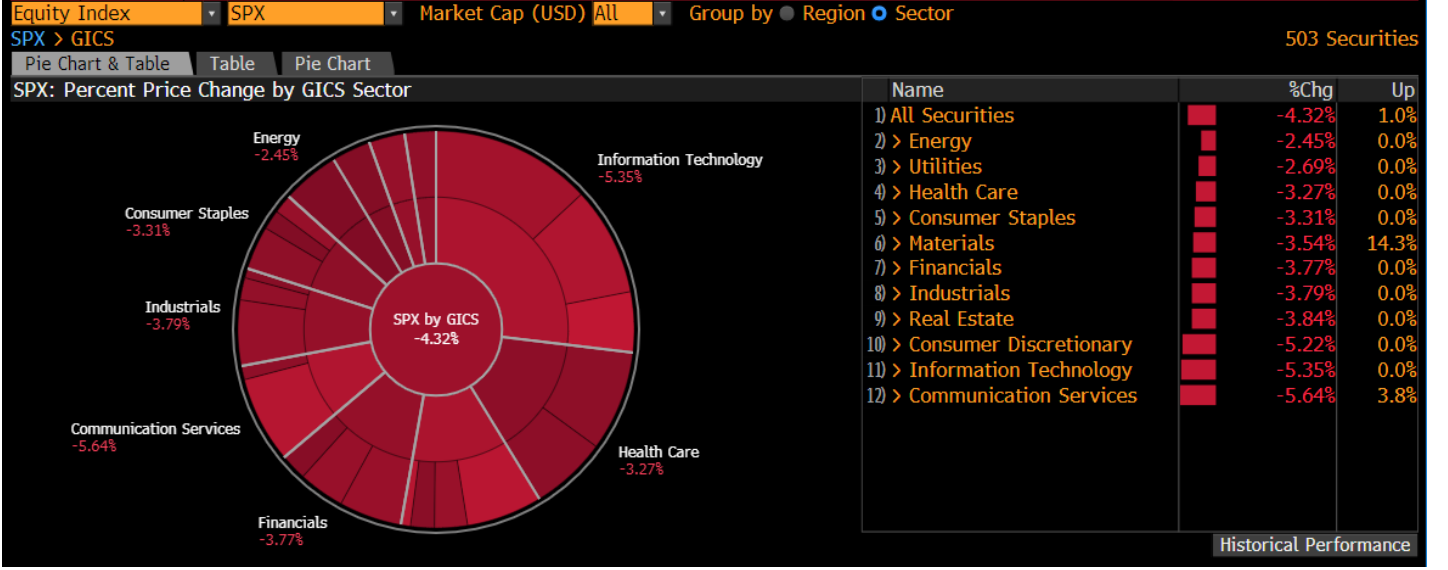 Equity Index SPX Market Cap (USD) All Group by Region Sector
SPX > GICS 503 Securities
Pie Chart & Table Table Pie Chart
SPX: Percent Price Change by GICS Sector
Energy
-2.45%
Information Technology
-5.35%
Consumer Staples
-3.31%
Industrials
-3.79%
SPX by GICS
-4.32%
Communication Services
-5.64%
Health Care
-3.27%
Financials
-3.77%
Name %Chg Up
1) All Securities -4.32% 1.0%
2) > Energy -2.45% 0.0%
3) > Utilities -2.69% 0.0%
4) > Health Care -3.27% 0.0%
5) > Consumer Staples -3.31% 0.0%
6) > Materials -3.54% 14.3%
7) > Financials -3.77% 0.0%
8) > Industrials -3.79% 0.0%
9) > Real Estate -3.84% 0.0%
10) > Consumer Discretionary -5.22% 0.0%
11) > Information Technology -5.35% 0.0%
12) > Communication Services -5.64% 3.8%
Historical Performance